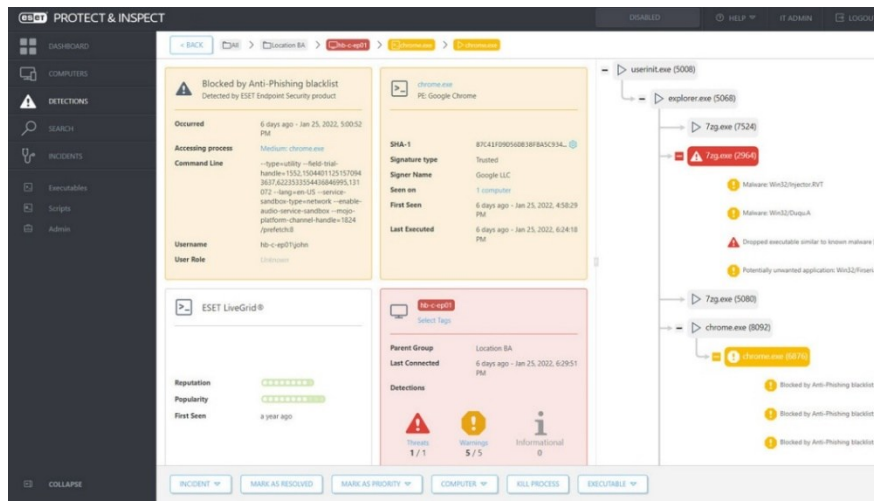 eset PROTECT & INSPECT
DISABLED
HELP
IT ADMIN
LOGOU
DASHBOARD
COMPUTERS
DETECTIONS
SEARCH
INCIDENTS
Executables
Scripts
Admin
COLLAPSE
< BACK
All > Location BA > hb-c-ep01 > chrome.exe > chrome.exe
Blocked by Anti-Phishing blacklist
Detected by ESET Endpoint Security product
Occurred
6 days ago - Jan 25, 2022, 5:00:52
PM
Accessing process
Medium: chrome.exe
Command Line
--type=utility --field-trial-
handle=1552,1504401125157094
3637,6223533554436846995,131
072 --lang=en-US --service-
sandbox-type=network --enable-
audio-service-sandbox --mojo-
platform-channel-handle=1824
/prefetch:8
Username
hb-c-ep01\john
User Role
Unknown
chrome.exe
PE: Google Chrome
SHA-1
Signature type
Trusted
Signer Name
Google LLC
Seen on
1 computer
First Seen
6 days ago - Jan 25, 2022, 4:58:29
PM
Last Executed
6 days ago - Jan 25, 2022, 6:24:18
PM
ESET LiveGrid®
Reputation
Popularity
First Seen
a year ago
hb-c-ep01
Select Tags
Parent Group
Location BA
Last Connected
6 days ago - Jan 25, 2022, 6:29:51
PM
Detections
Threats
1 / 1
Warnings
5 / 5
Informational
0
userinit.exe (5008)
explorer.exe (5068)
7zg.exe (7524)
7zg.exe (2964)
Malware: Win32/Injector.RVT
Malware: Win32/Duqu.A
Dropped executable similar to known malware
Potentially unwanted application: Win32/
7zg.exe (5080)
chrome.exe (8092)
chrome.exe (6876)
Blocked by Anti-Phishing blacklist
Blocked by Anti-Phishing blacklist
Blocked by Anti-Phishing blacklist
INCIDENT
MARK AS RESOLVED
MARK AS PRIORITY
COMPUTER
KILL PROCESS
EXECUTABLE